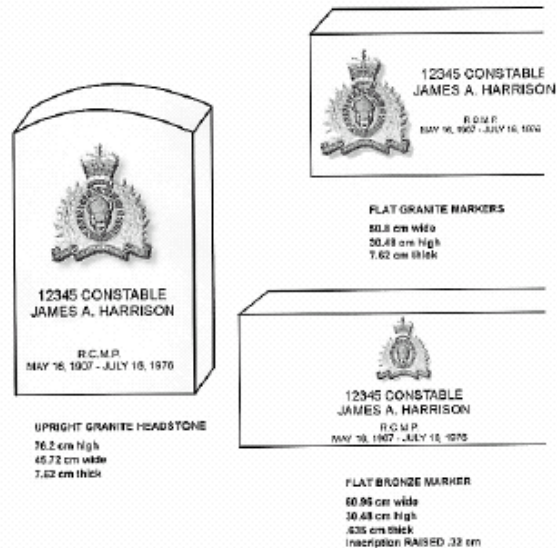 12345 CONSTABLE
JAMES A. HARRISON
R.C.M.P.
MAY 16, 1907 - JULY 16, 1976
UPRIGHT GRANITE HEADSTONE
76.2 cm high
45.72 cm wide
7.62 cm thick
12345 CONSTABLE
JAMES A. HARRISON
R.C.M.P.
MAY 16, 1907 - JULY 16, 1976
FLAT GRANITE MARKERS
50.8 cm wide
30.48 cm high
7.62 cm thick
12345 CONSTABLE
JAMES A. HARRISON
R.C.M.P.
MAY 16, 1907 - JULY 16, 1976
FLAT BRONZE MARKER
60.96 cm wide
30.48 cm high
.635 cm thick
Inscription RAISED .32 cm